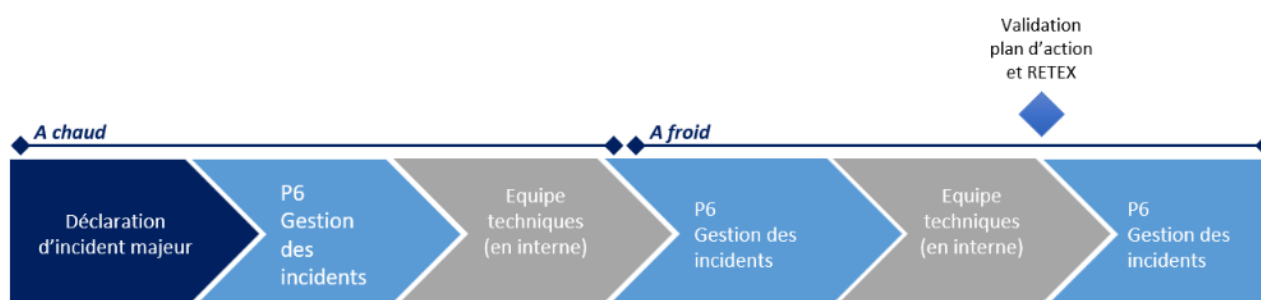 Validation
plan d'action
et RETEX
A chaud
A froid
Déclaration
d'incident majeur
P6
Gestion
des
incidents
Equipe
techniques
(en interne)
P6
Gestion des
incidents
Equipe
techniques
(en interne)
P6
Gestion des
incidents